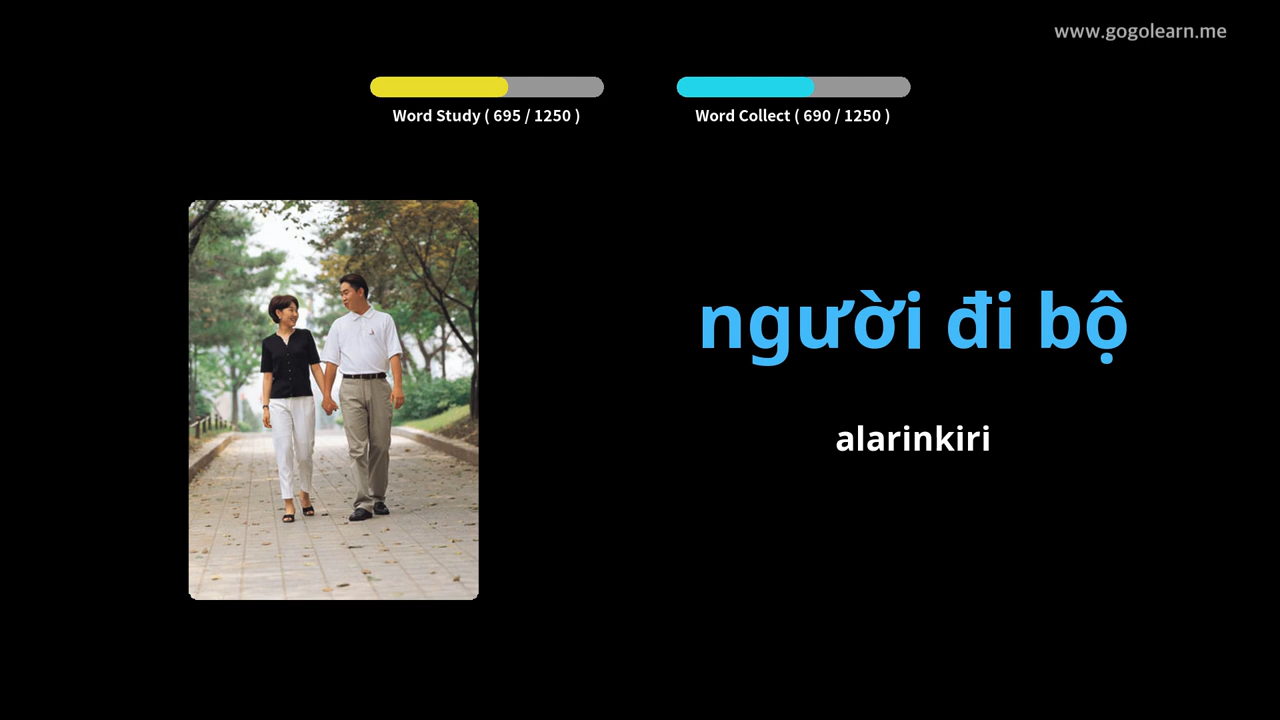 www.gogolearn.me
Word Study ( 695 / 1250 )
Word Collect ( 690 / 1250 )
người đi bộ
alarinkiri